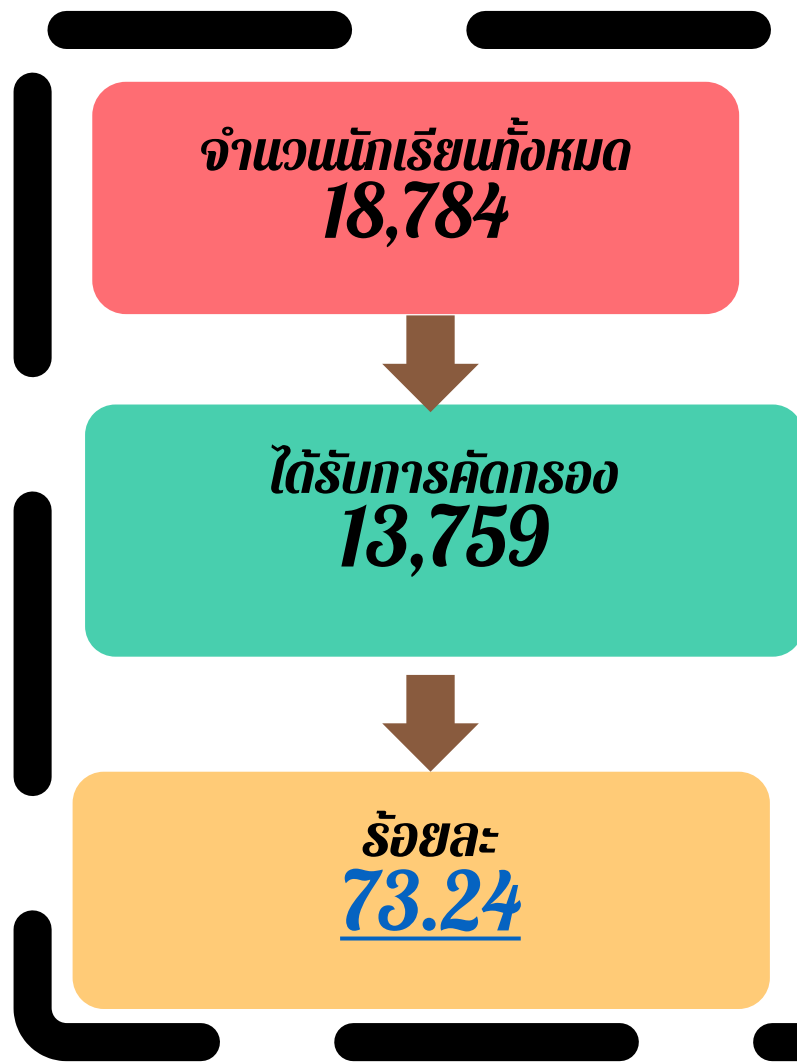 จำนวนนักเรียนทั้งหมด
18,784
ได้รับการคัดกรอง
13,759
ร้อยละ
73.24